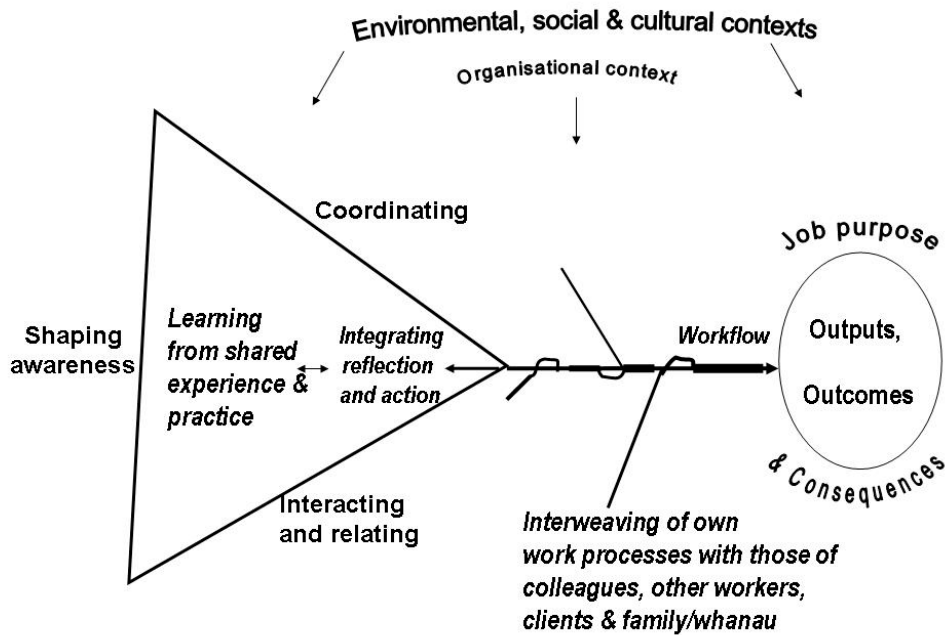 Environmental, social & cultural contexts
Organisational context
Coordinating
Shaping
awareness
Learning
from shared
experience &
practice
Integrating
reflection
and action
Interacting
and relating
Workflow
Job purpose
Outputs,
Outcomes
& Consequences
Interweaving of own
work processes with those of
colleagues, other workers,
clients & family/whanau